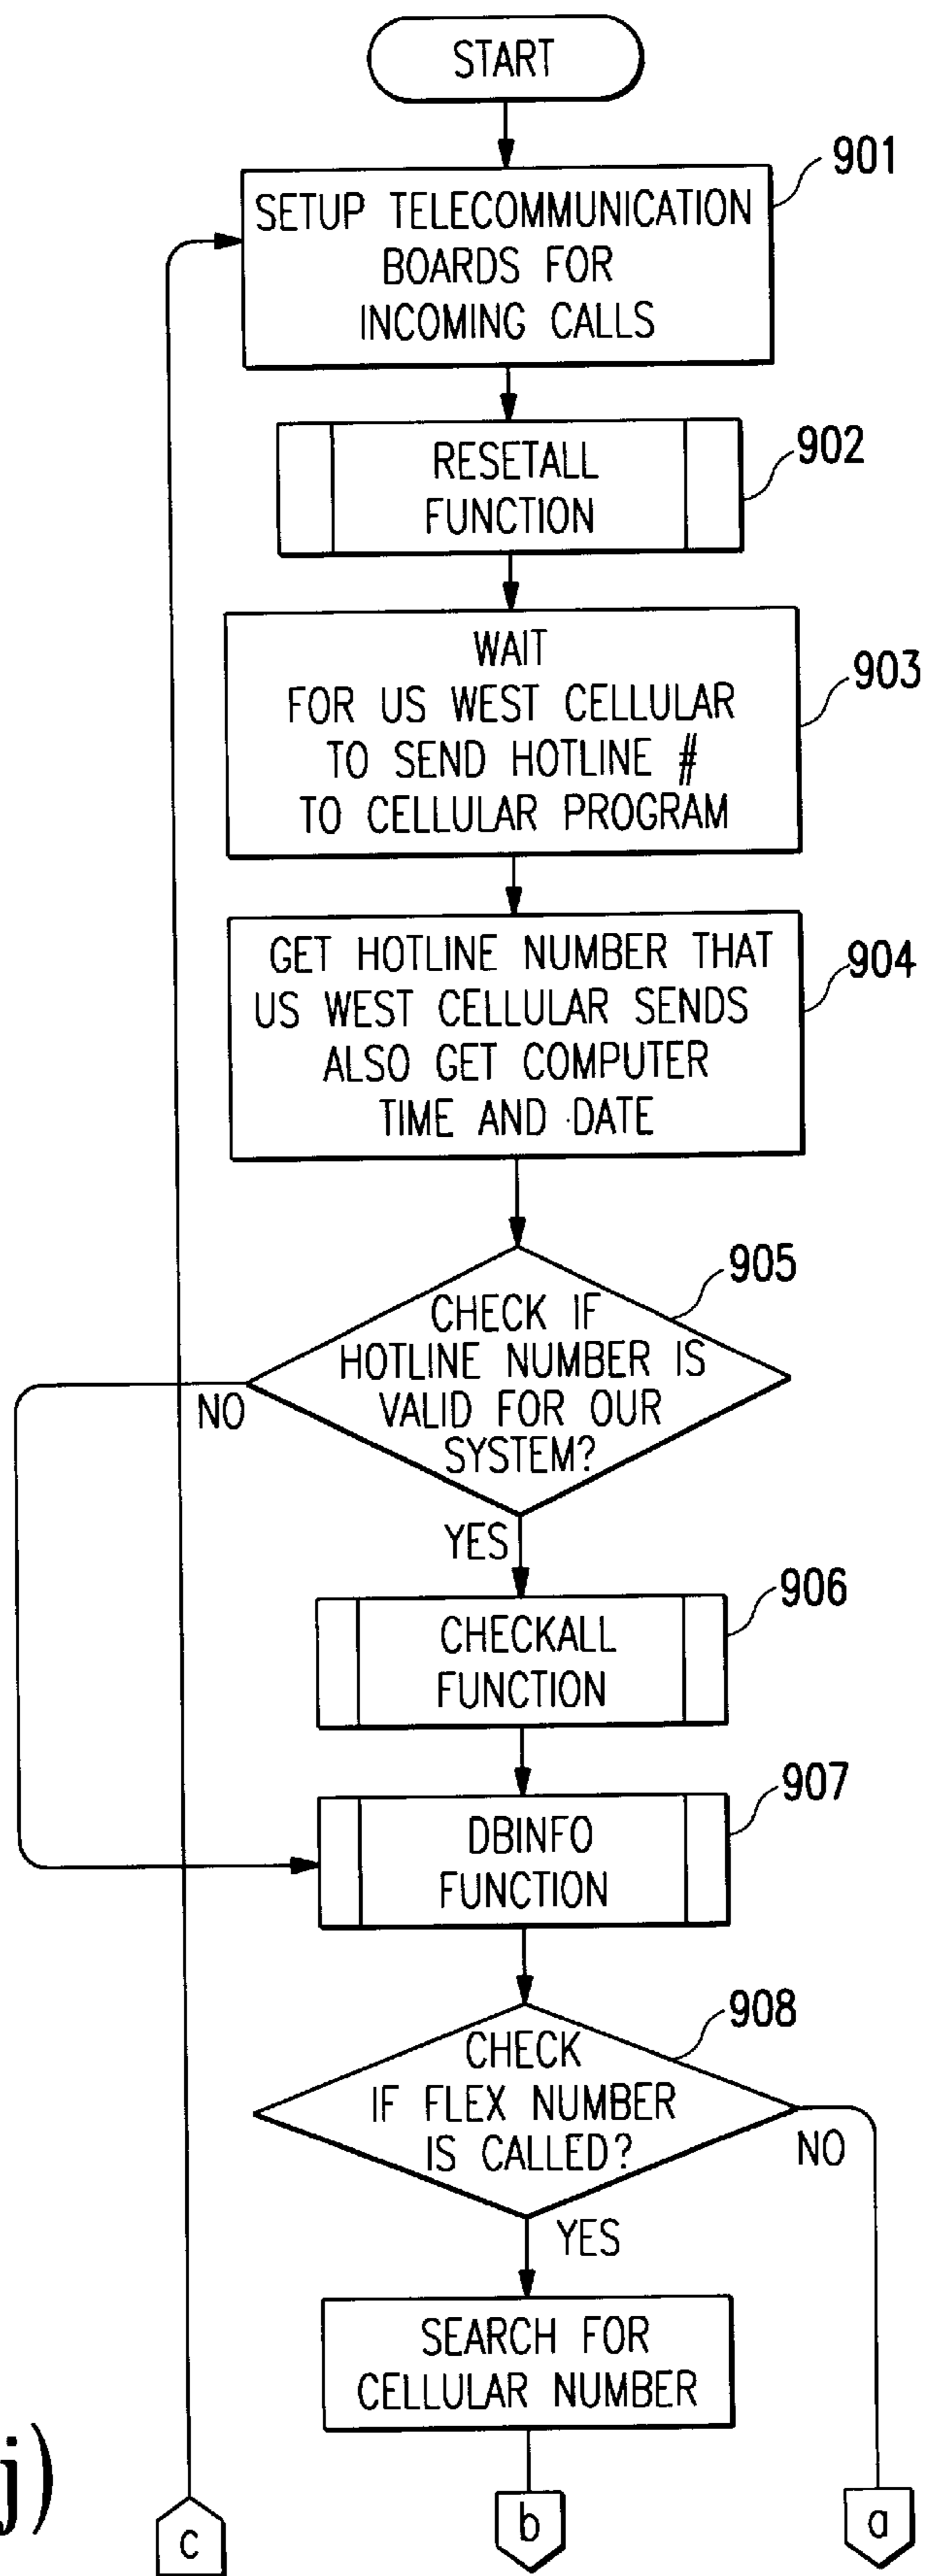 START
901
SETUP TELECOMMUNICATION
BOARDS FOR
INCOMING CALLS
902
RESETALL
FUNCTION
903
WAIT
FOR US WEST CELLULAR
TO SEND HOTLINE #
TO CELLULAR PROGRAM
904
GET HOTLINE NUMBER THAT
US WEST CELLULAR SENDS
ALSO GET COMPUTER
TIME AND DATE
905
CHECK IF
HOTLINE NUMBER IS
VALID FOR OUR
SYSTEM?
NO
YES
906
CHECKALL
FUNCTION
907
DBINFO
FUNCTION
908
CHECK
IF FLEX NUMBER
IS CALLED?
NO
YES
SEARCH FOR
CELLULAR NUMBER
j)
c
b
a